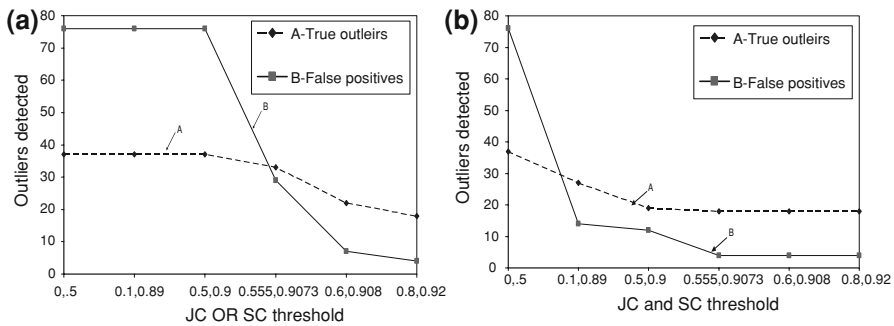 (a)
80
70
60
50
40
30
20
10
0
Outliers detected
A-True outleirs
B-False positives
A
B
0,.5 0.1,0.89 0.5,0.9 0.555,0.9073 0.6,0.908 0.8,0.92
JC OR SC threshold
(b)
80
70
60
50
40
30
20
10
0
Outliers detected
A-True outleirs
B-False positives
A
B
0,.5 0.1,0.89 0.5,0.9 0.555,0.9073 0.6,0.908 0.8,0.92
JC and SC threshold